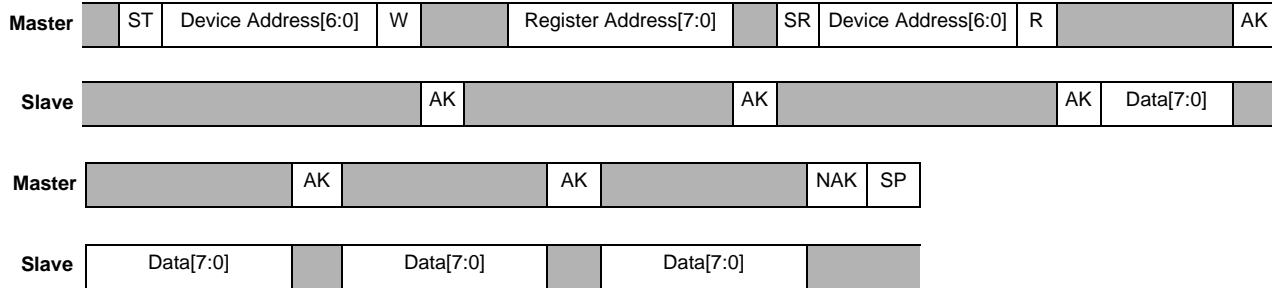 Master ST Device Address[6:0] W Register Address[7:0] SR Device Address[6:0] R AK
Slave AK AK AK Data[7:0]
Master AK AK NAK SP
Slave Data[7:0] Data[7:0] Data[7:0]